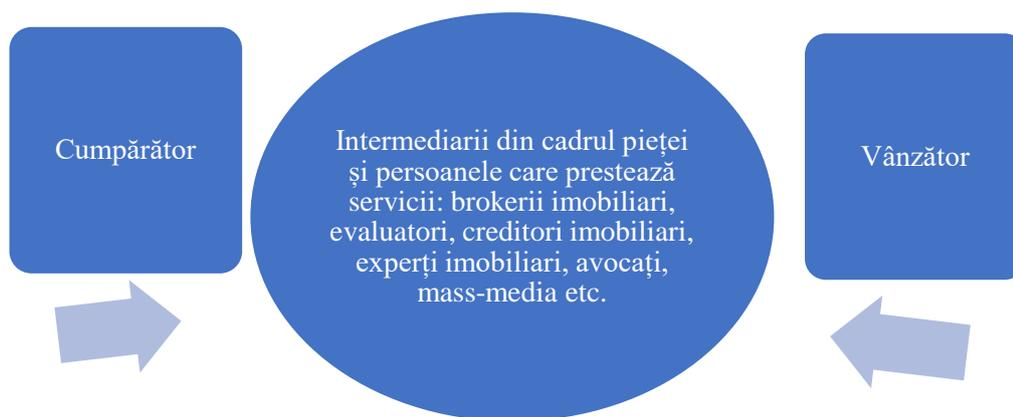 Cumpărător
Intermediarii din cadrul pieței
și persoanele care prestează
servicii: brokerii imobiliari,
evaluatori, creditori imobiliari,
experți imobiliari, avocați,
mass-media etc.
Vânzător